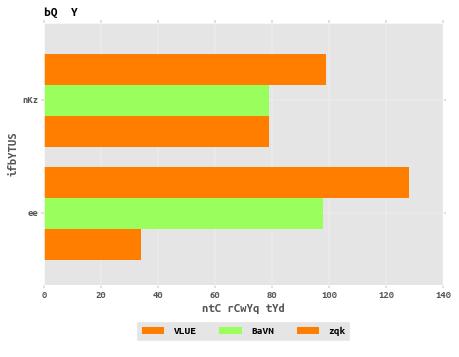 bQ  Y
ifbYTUS
nKz
ee
0 20 40 60 80 100 120 140
ntC rCwYq tYd
VLUE BaVN zqk